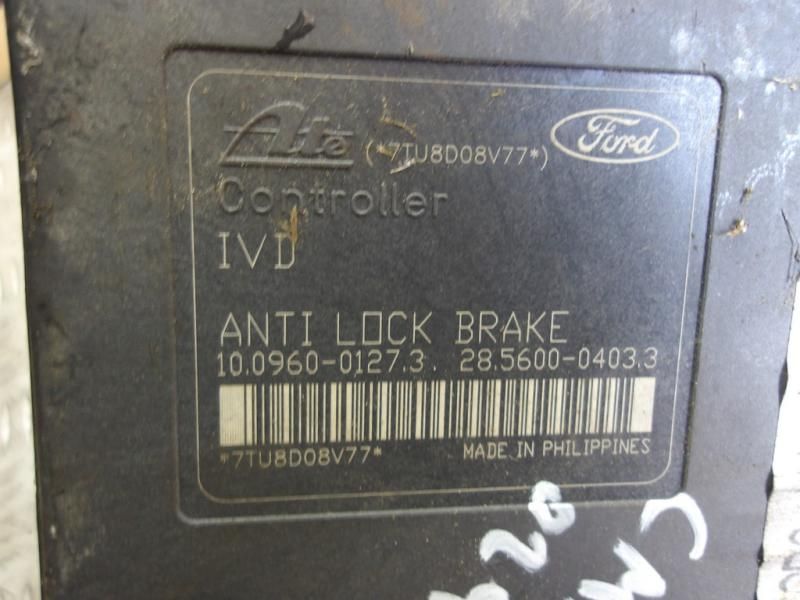 Ate (*7TU8D08V77*) Ford
Controller
IVD
ANTI LOCK BRAKE
10.0960-0127.3. 28.5600-0403.3
*7TU8D08V77* MADE IN PHILIPPINES